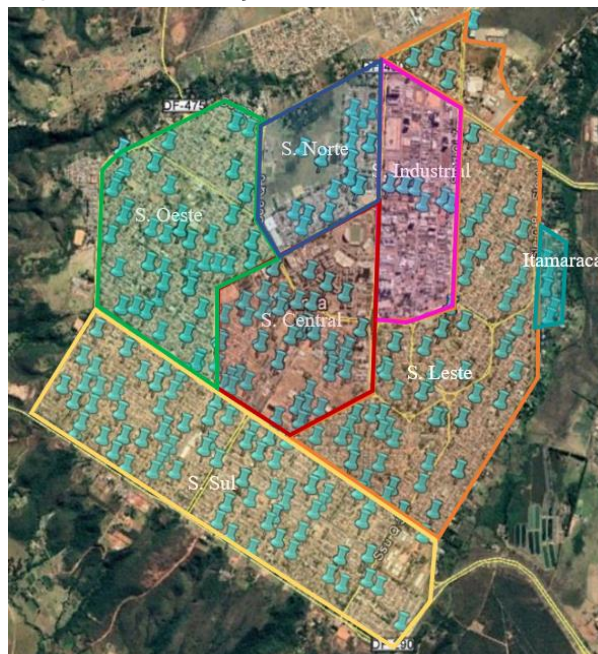 DF-475
S. Norte
S. Industrial
S. Oeste
Itamaraca
a
S. Central
S. Leste
S. Sul